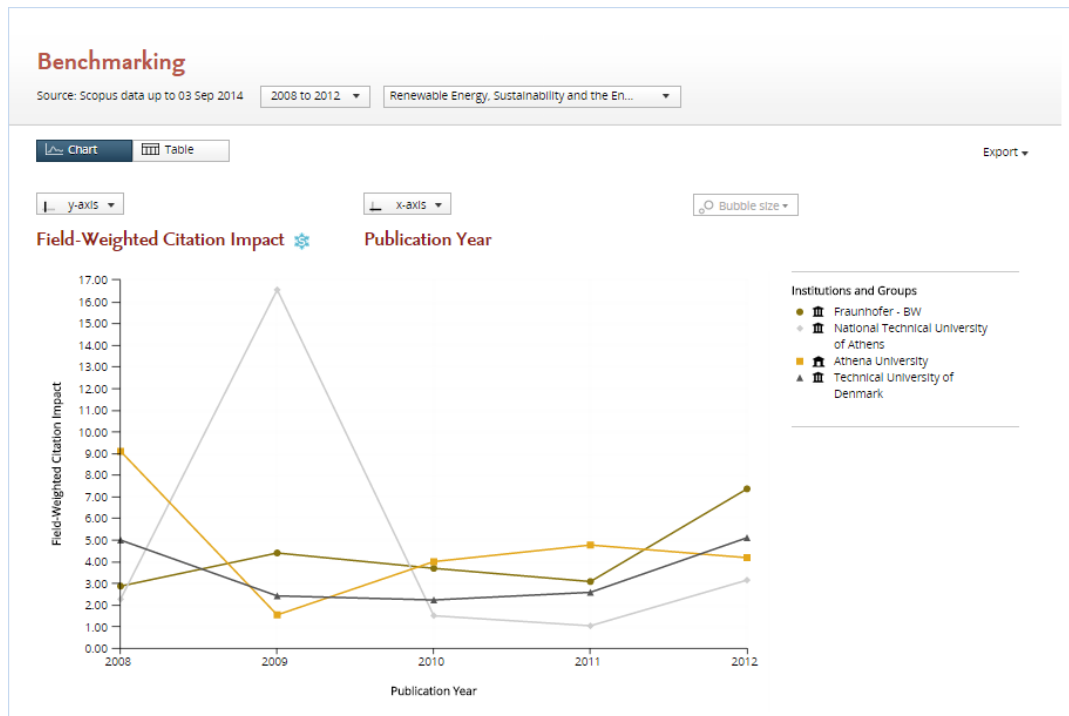 Benchmarking
Source: Scopus data up to 03 Sep 2014
2008 to 2012
Renewable Energy, Sustainability and the En...
Chart
Table
Export
y-axis
x-axis
Bubble size
Field-Weighted Citation Impact
Publication Year
17.00
16.00
15.00
14.00
13.00
12.00
11.00
10.00
9.00
8.00
7.00
6.00
5.00
4.00
3.00
2.00
1.00
0.00
Field-Weighted Citation Impact
2008
2009
2010
2011
2012
Publication Year
Institutions and Groups
Fraunhofer - BW
National Technical University
of Athens
Athena University
Technical University of
Denmark